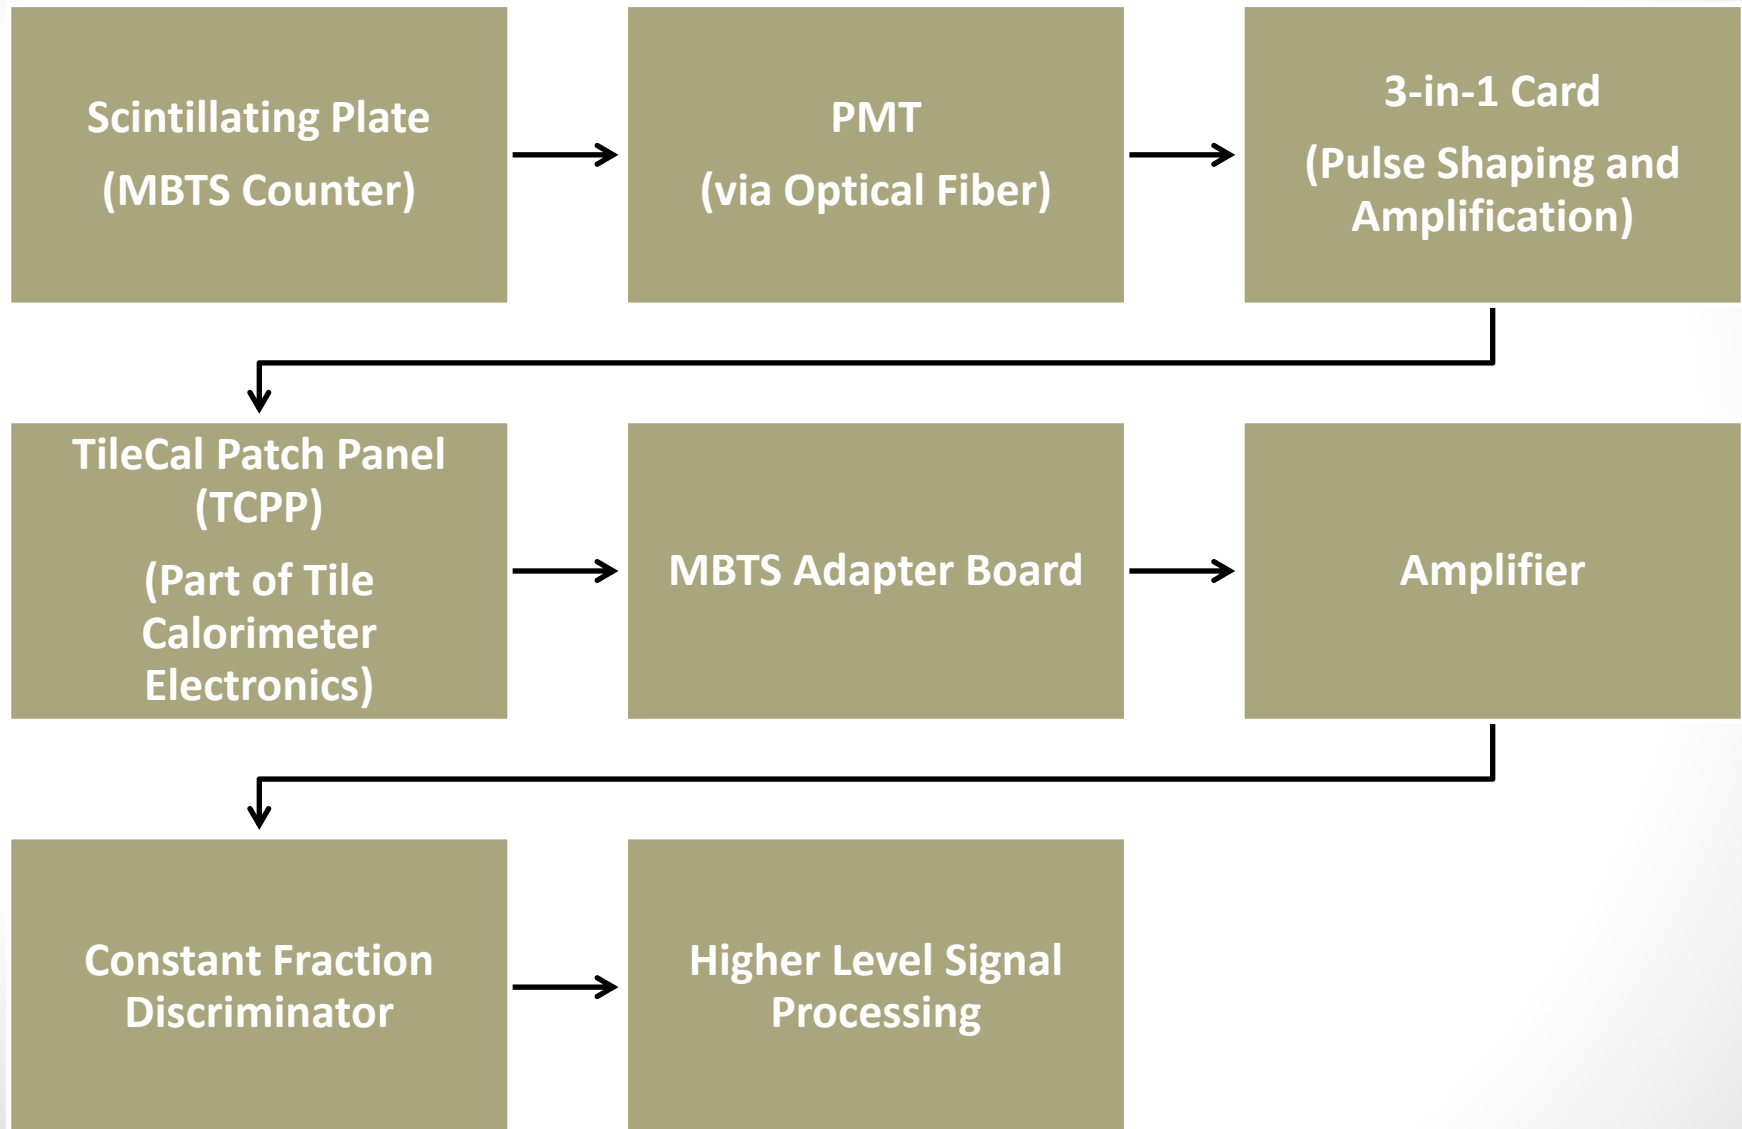 Scintillating Plate
(MBTS Counter)
PMT
(via Optical Fiber)
3-in-1 Card
(Pulse Shaping and
Amplification)
TileCal Patch Panel
(TCPP)
(Part of Tile
Calorimeter
Electronics)
MBTS Adapter Board
Amplifier
Constant Fraction
Discriminator
Higher Level Signal
Processing